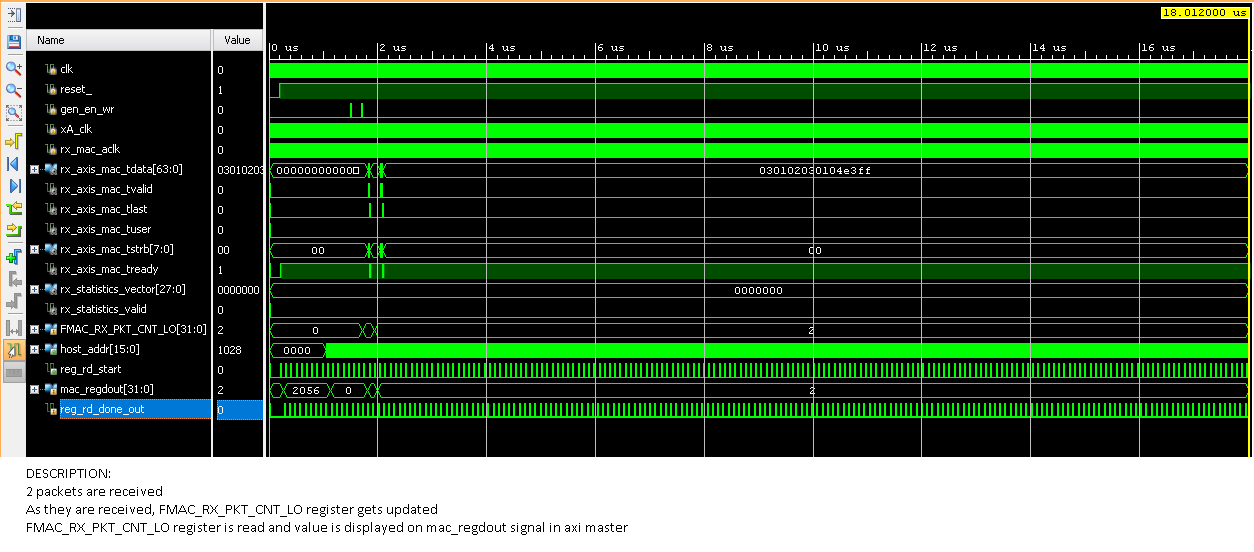 18.012000 us
Name Value
0 us 2 us 4 us 6 us 8 us 10 us 12 us 14 us 16 us
clk 0
reset_ 1
gen_en_wr 0
xA_clk 0
rx_mac_aclk 0
rx_axis_mac_tdata[63:0] 03010203 00000000000 030102030104e3ff
rx_axis_mac_tvalid 0
rx_axis_mac_tlast 0
rx_axis_mac_tuser 0
rx_axis_mac_tstrb[7:0] 00 00 00
rx_axis_mac_tready 1
rx_statistics_vector[27:0] 0000000 0000000
rx_statistics_valid 0
FMAC_RX_PKT_CNT_LO[31:0] 2 0 2
host_addr[15:0] 1028 0000
reg_rd_start 0
mac_regdout[31:0] 2 2056 0 2
reg_rd_done_out 0
DESCRIPTION:
2 packets are received
As they are received, FMAC_RX_PKT_CNT_LO register gets updated
FMAC_RX_PKT_CNT_LO register is read and value is displayed on mac_regdout signal in axi master